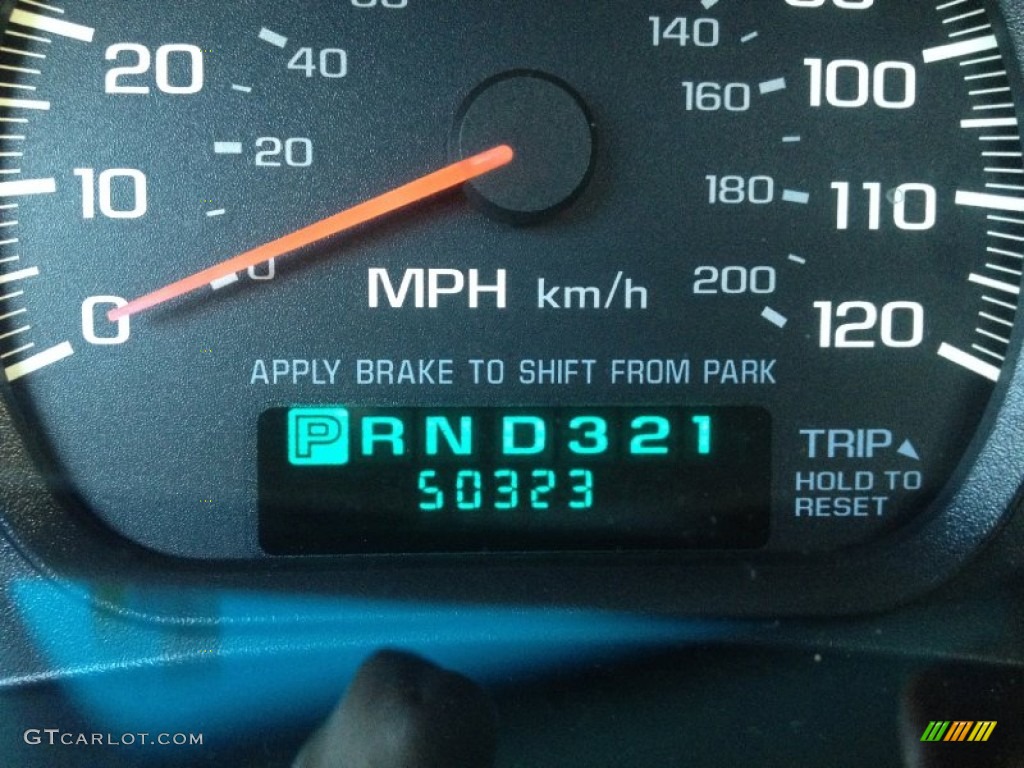 20 40 140 100
160
10 20 180 110
0 0 MPH km/h 200 120
APPLY BRAKE TO SHIFT FROM PARK
P R N D 3 2 1
50323
TRIP
HOLD TO
RESET
GTCARLOT.COM